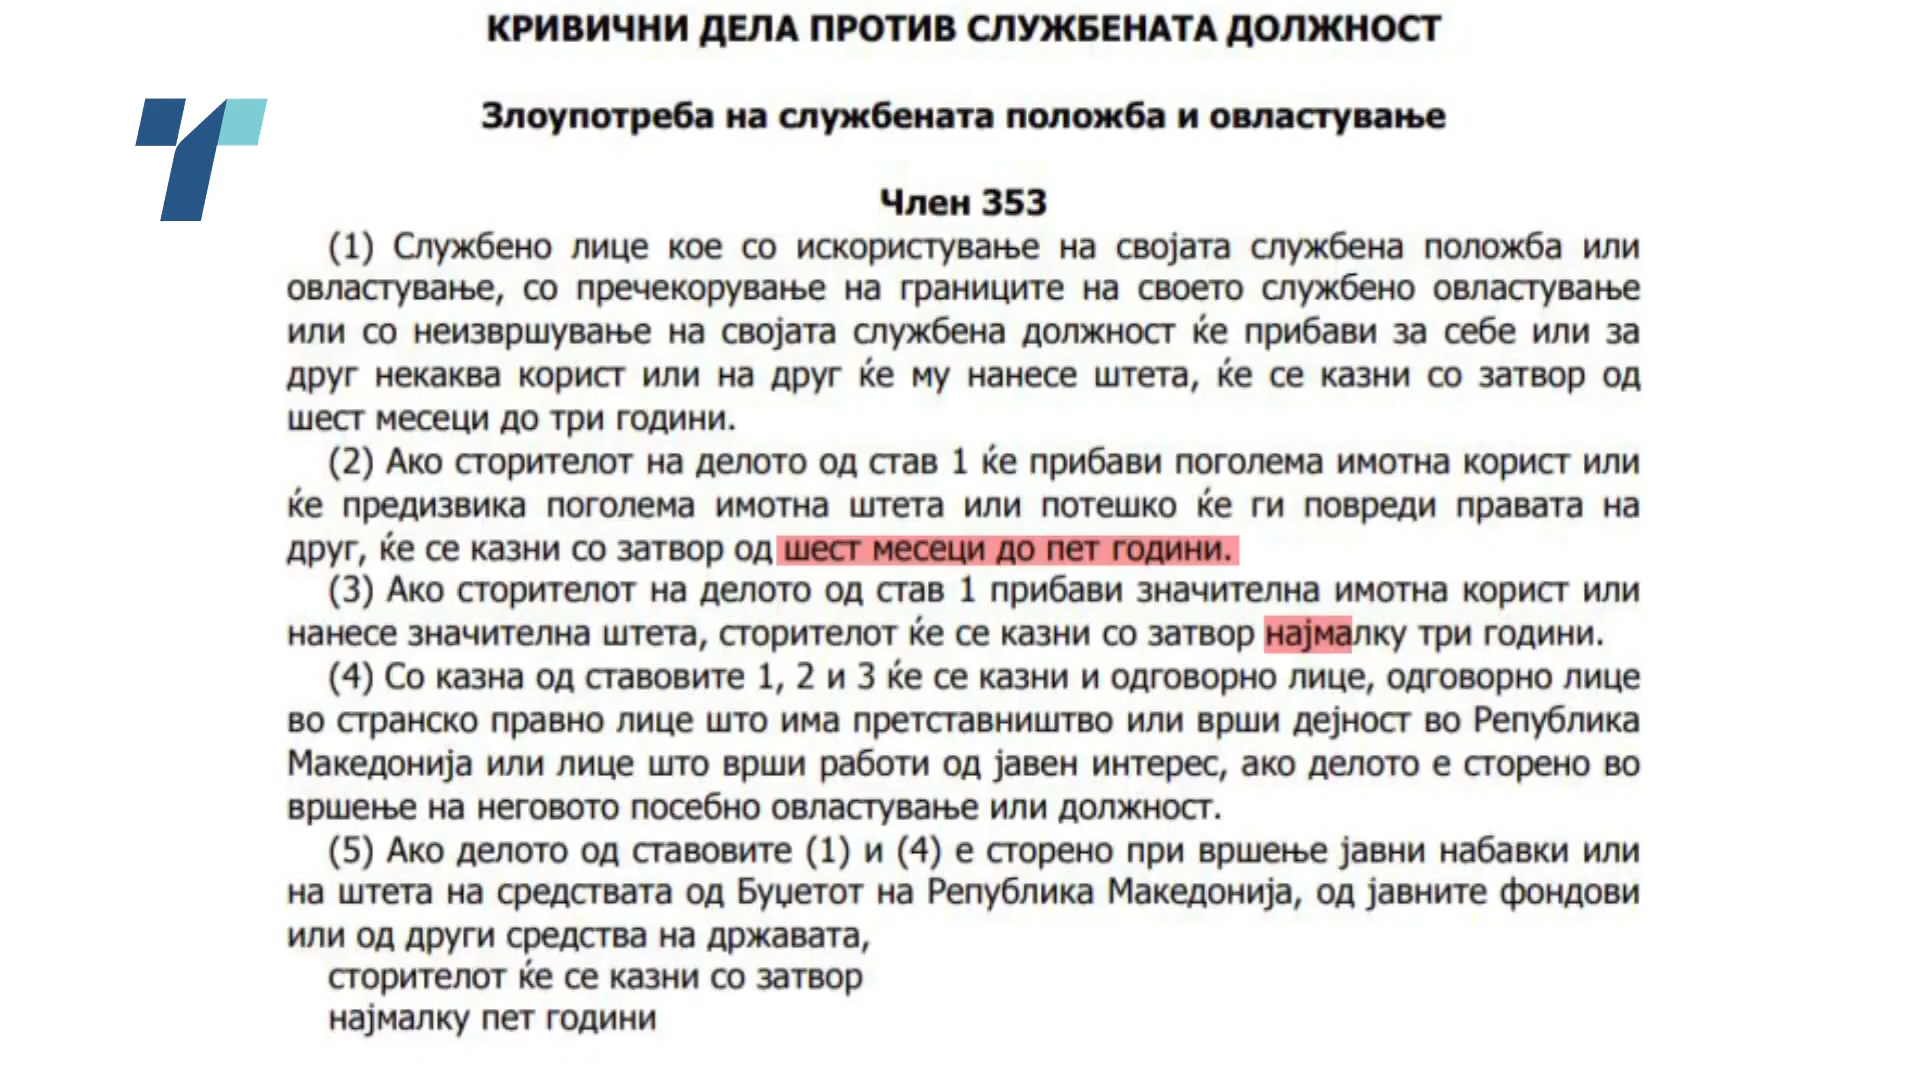 КРИВИЧНИ ДЕЛА ПРОТИВ СЛУЖБЕНАТА ДОЛЖНОСТ
Злоупотреба на службената положба и овластување
Член 353
(1) Службено лице кое со искористување на својата службена положба или
овластување, со пречекорување на границите на своето службено овластување
или со неизвршување на својата службена должност ќе прибави за себе или за
друг некаква корист или на друг ќе му нанесе штета, ќе се казни со затвор од
шест месеци до три години.
(2) Ако сторителот на делото од став 1 ќе прибави поголема имотна корист или
ќе предизвика поголема имотна штета или потешко ќе ги повреди правата на
друг, ќе се казни со затвор од шест месеци до пет години.
(3) Ако сторителот на делото од став 1 прибави значителна имотна корист или
нанесе значителна штета, сторителот ќе се казни со затвор најмалку три години.
(4) Со казна од ставовите 1, 2 и 3 ќе се казни и одговорно лице, одговорно лице
во странско правно лице што има претставништво или врши дејност во Република
Македонија или лице што врши работи од јавен интерес, ако делото е сторено во
вршење на неговото посебно овластување или должност.
(5) Ако делото од ставовите (1) и (4) е сторено при вршење јавни набавки или
на штета на средствата од Буџетот на Република Македонија, од јавните фондови
или од други средства на државата,
сторителот ќе се казни со затвор
најмалку пет години